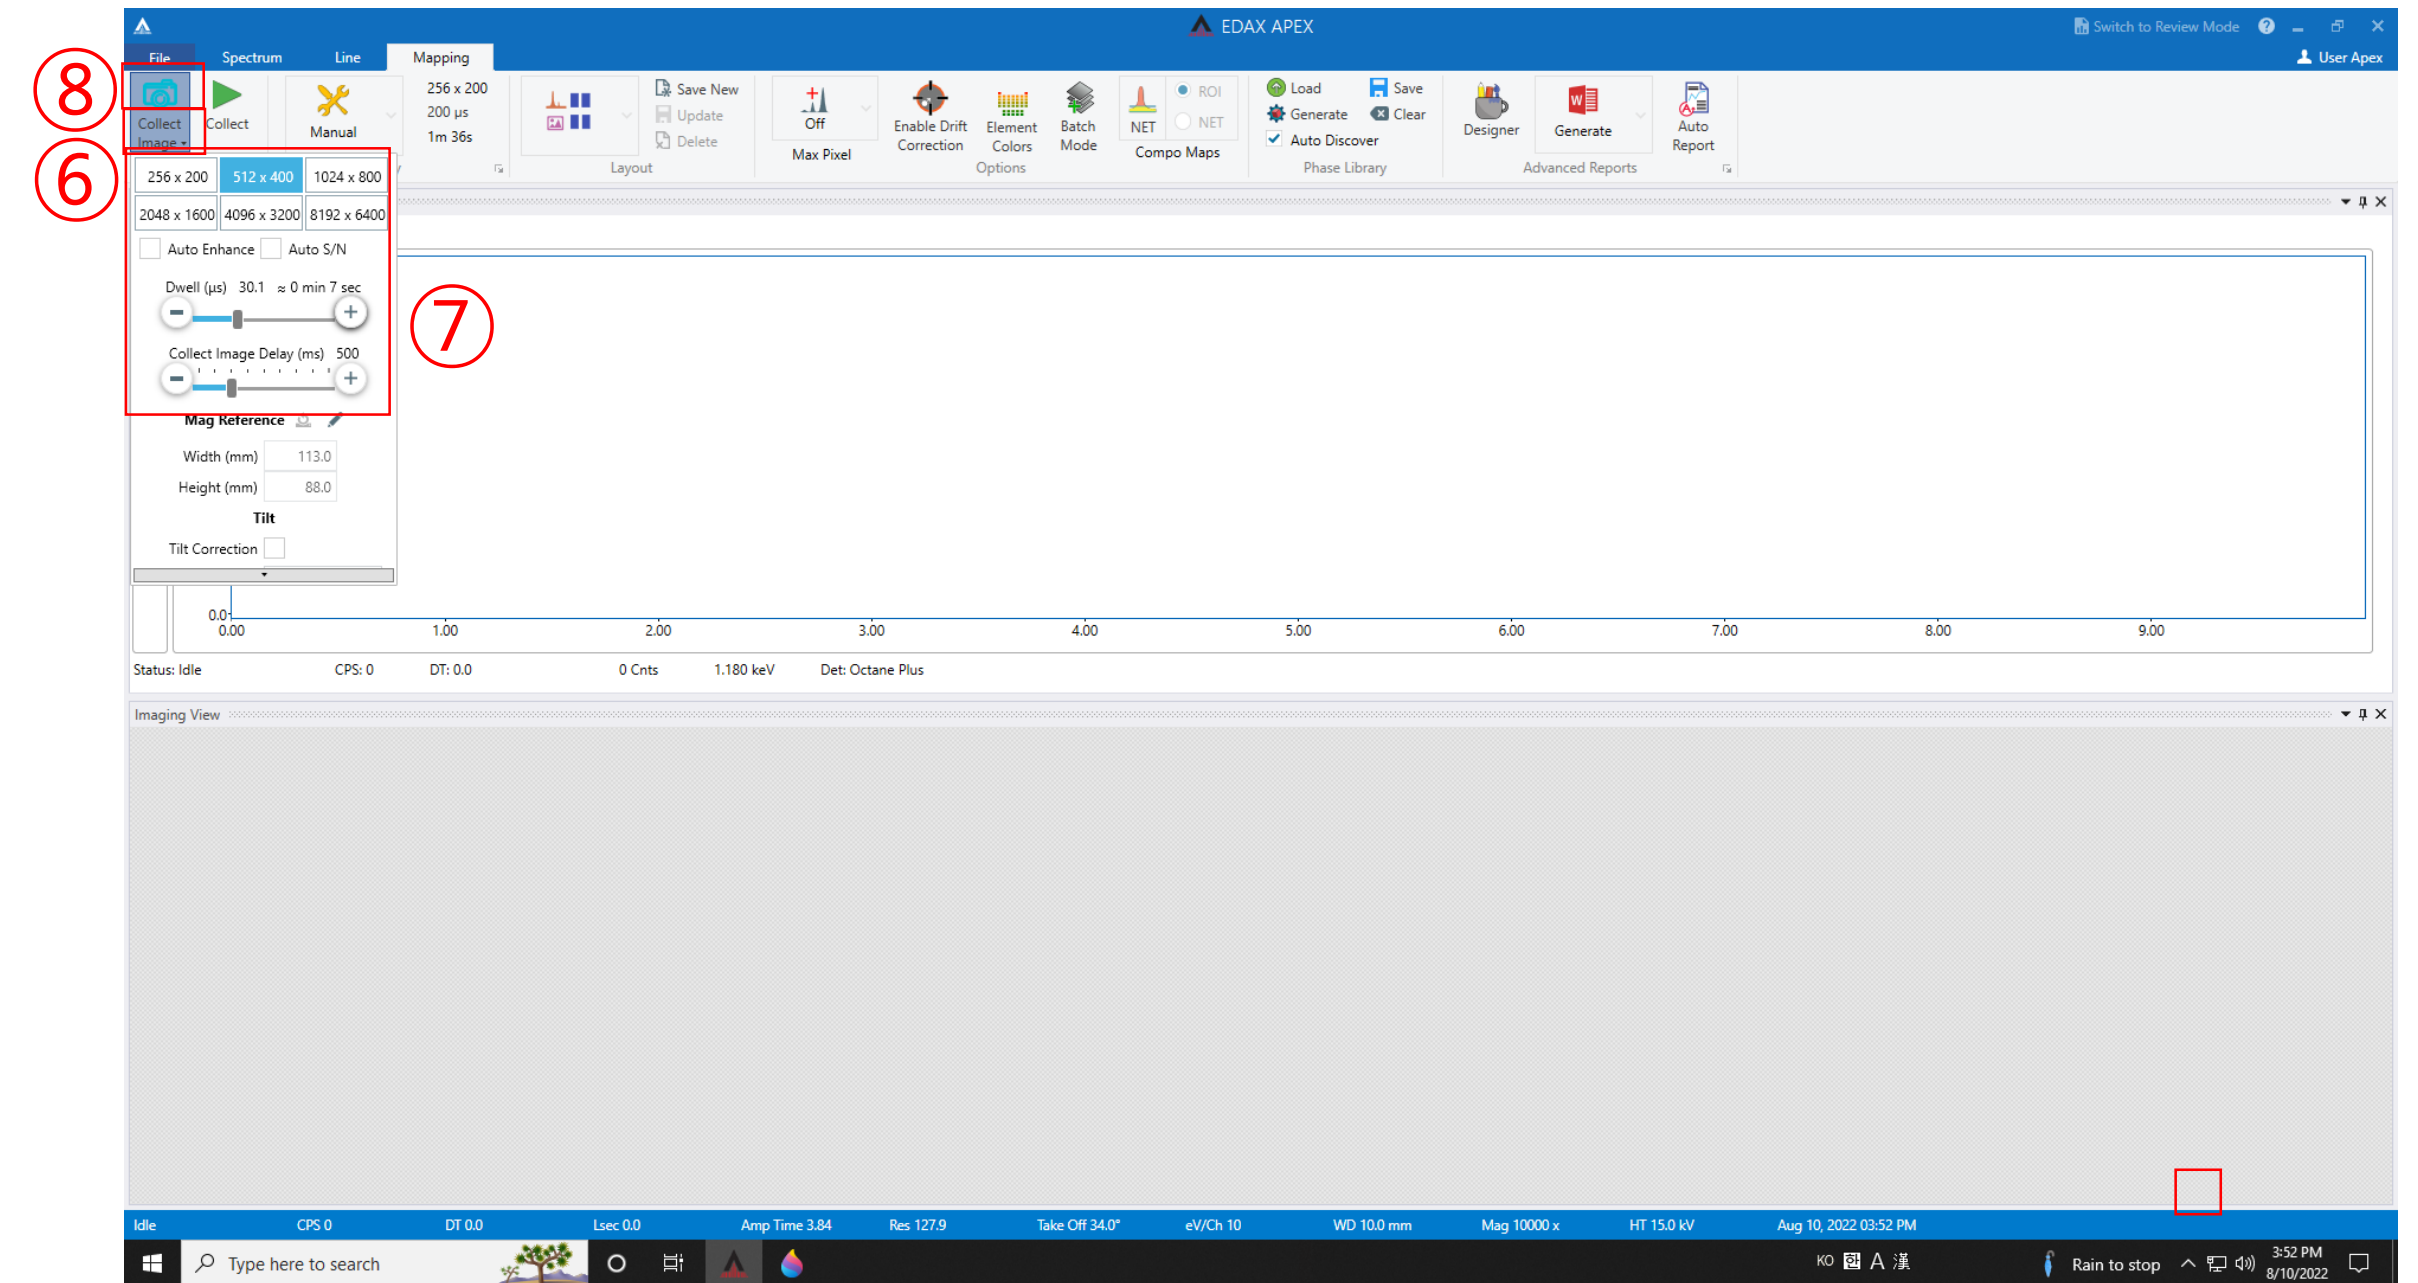 EDAX APEX
Switch to Review Mode
File Spectrum Line Mapping
User Apex
⑧
Collect Image
Collect
Manual
256 x 200
200 µs
1m 36s
Save New
Update
Delete
Layout
Off
Max Pixel
Enable Drift Correction
Element Colors
Batch Mode
Options
NET
ROI
NET
Compo Maps
Load
Save
Generate
Clear
Auto Discover
Phase Library
Designer
Generate
Auto Report
Advanced Reports
⑥
256 x 200 512 x 400 1024 x 800
2048 x 1600 4096 x 3200 8192 x 6400
Auto Enhance Auto S/N
Dwell (µs) 30.1 ≈ 0 min 7 sec
⑦
Collect Image Delay (ms) 500
Mag Reference
Width (mm) 113.0
Height (mm) 88.0
Tilt
Tilt Correction
0.0
0.00 1.00 2.00 3.00 4.00 5.00 6.00 7.00 8.00 9.00
Status: Idle CPS: 0 DT: 0.0 0 Cnts 1.180 keV Det: Octane Plus
Imaging View
Idle CPS 0 DT 0.0 Lsec 0.0 Amp Time 3.84 Res 127.9 Take Off 34.0° eV/Ch 10 WD 10.0 mm Mag 10000 x HT 15.0 kV Aug 10, 2022 03:52 PM
Type here to search
KO 한 A 漢
Rain to stop
3:52 PM
8/10/2022